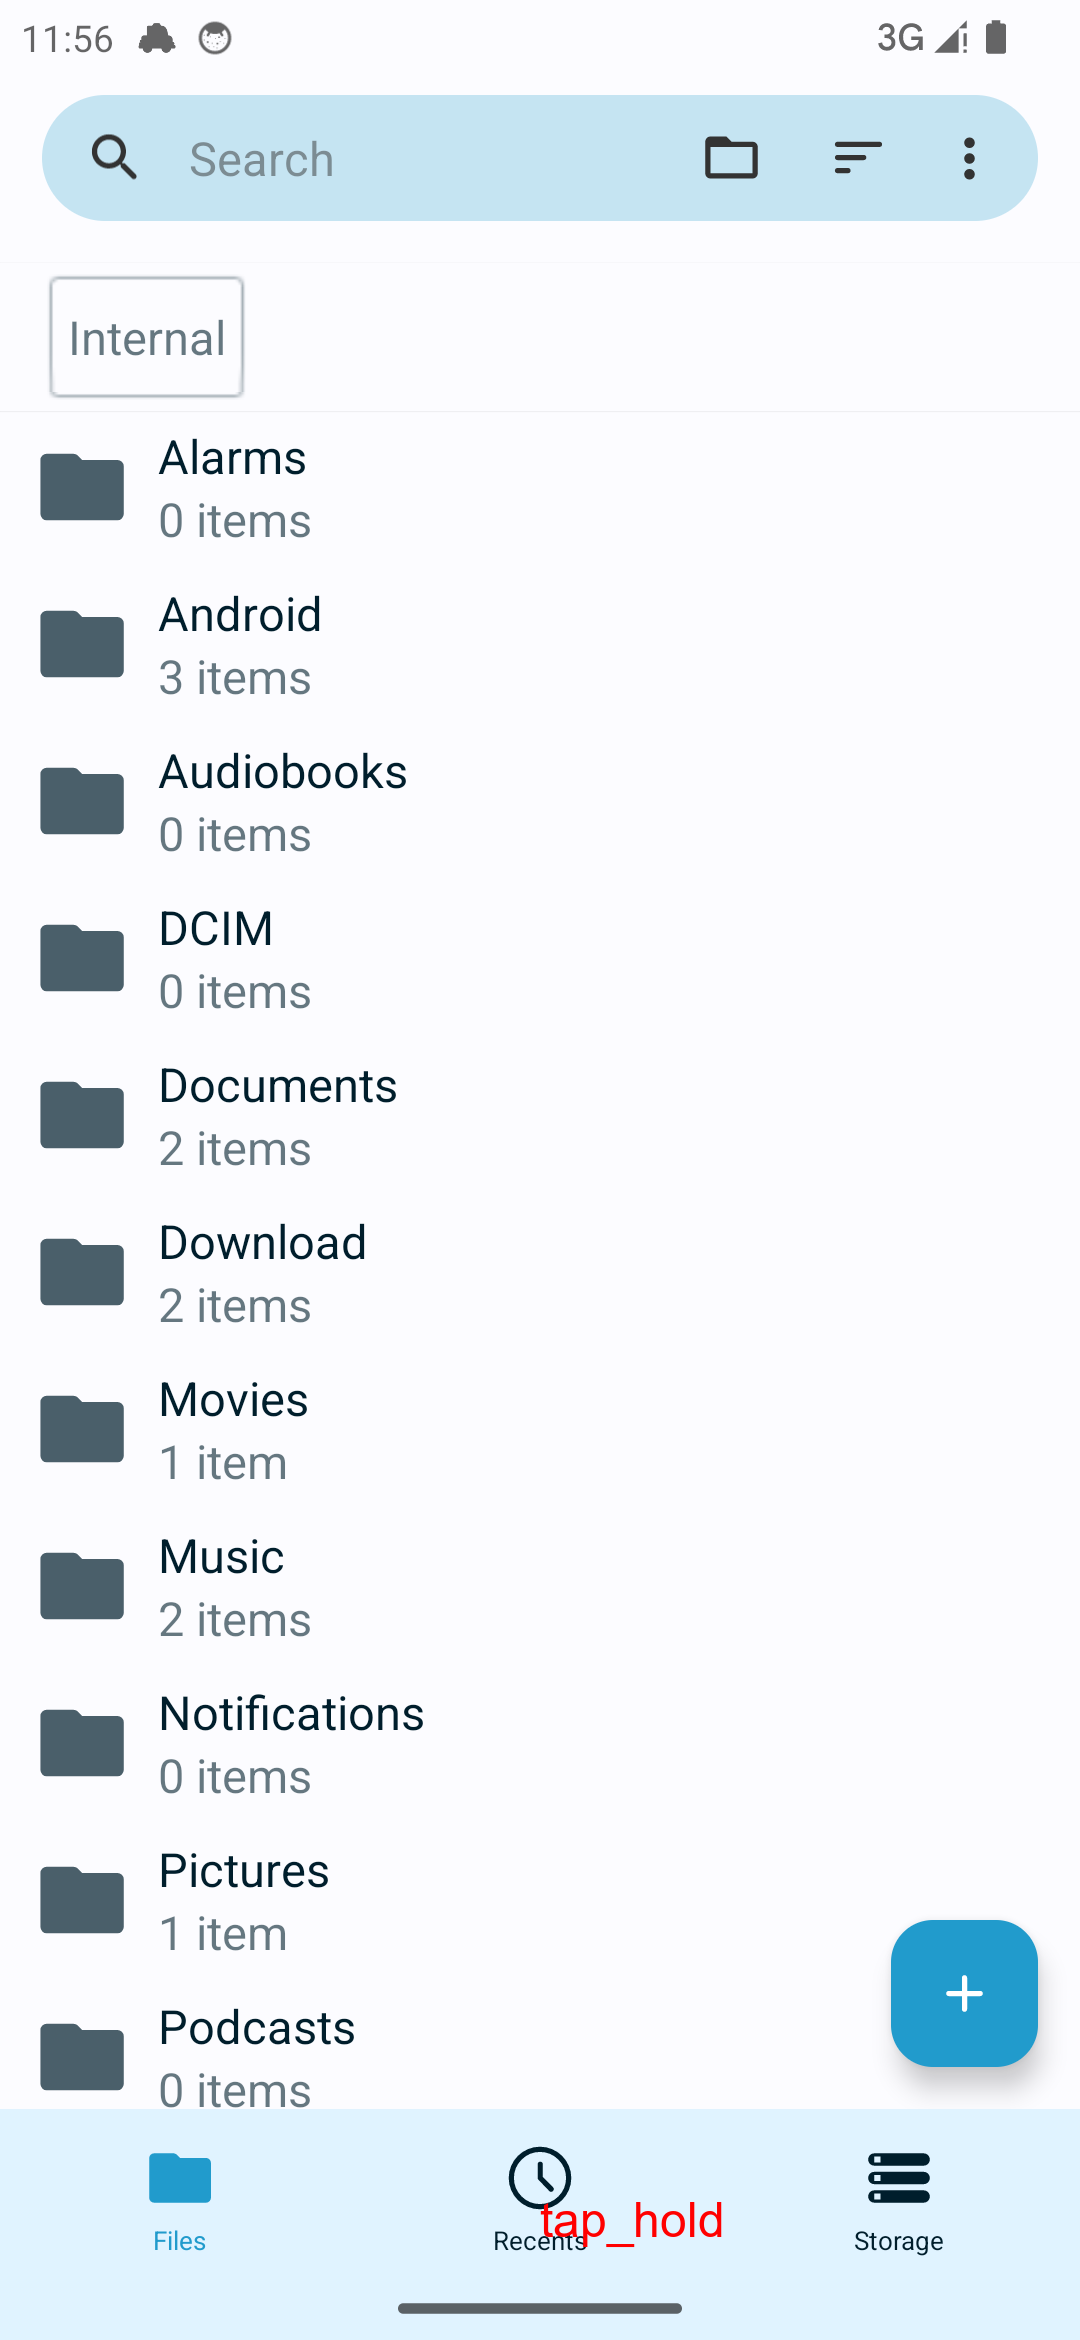 11:56
3G
Search
Internal
Alarms
0 items
Android
3 items
Audiobooks
0 items
DCIM
0 items
Documents
2 items
Download
2 items
Movies
1 item
Music
2 items
Notifications
0 items
Pictures
1 item
Podcasts
0 items
Files
Recents
Storage
tap_hold